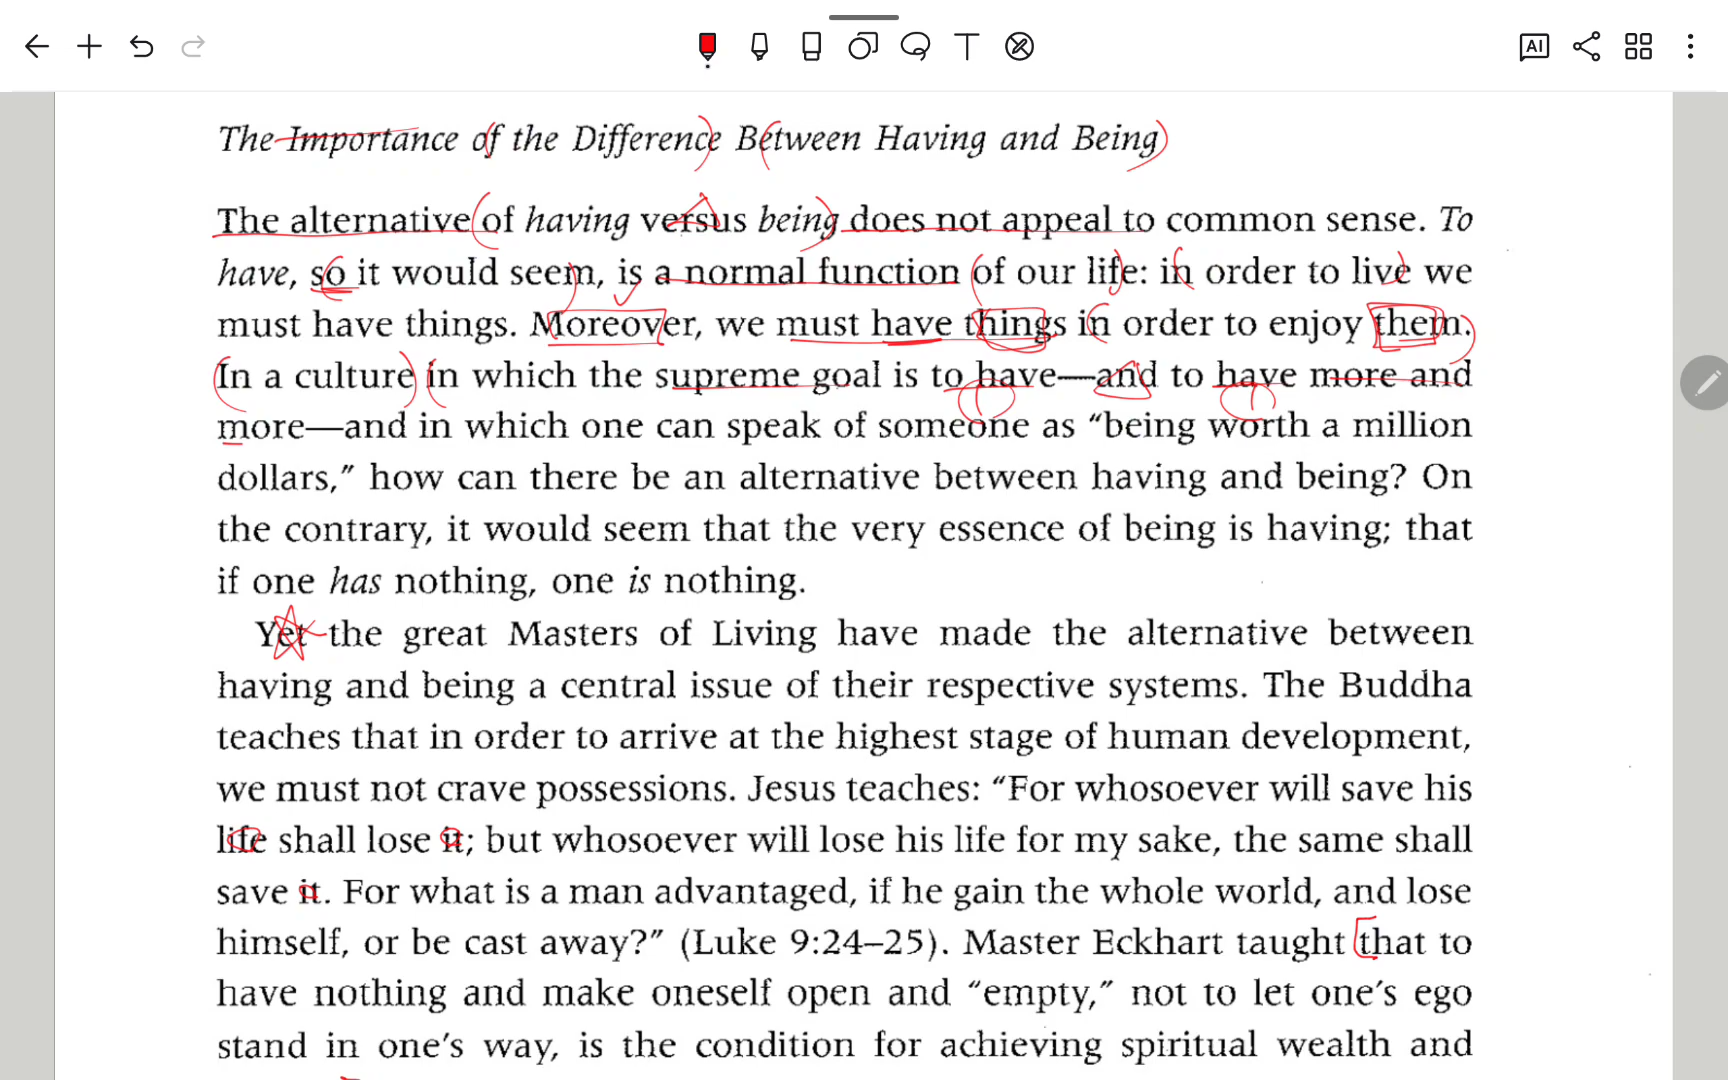 AI
T
The Importance of the Difference Between Having and Being
The alternative of having versus being does not appeal to common sense. To
have, so it would seem, is a normal function of our life: in order to live we
must have things. Moreover, we must have things in order to enjoy them.
In a culture in which the supreme goal is to have—and to have more and
more—and in which one can speak of someone as “being worth a million
dollars,” how can there be an alternative between having and being? On
the contrary, it would seem that the very essence of being is having; that
if one has nothing, one is nothing.
Yet the great Masters of Living have made the alternative between
having and being a central issue of their respective systems. The Buddha
teaches that in order to arrive at the highest stage of human development,
we must not crave possessions. Jesus teaches: “For whosoever will save his
life shall lose it; but whosoever will lose his life for my sake, the same shall
save it. For what is a man advantaged, if he gain the whole world, and lose
himself, or be cast away?” (Luke 9:24–25). Master Eckhart taught that to
have nothing and make oneself open and “empty,” not to let one’s ego
stand in one’s way, is the condition for achieving spiritual wealth and